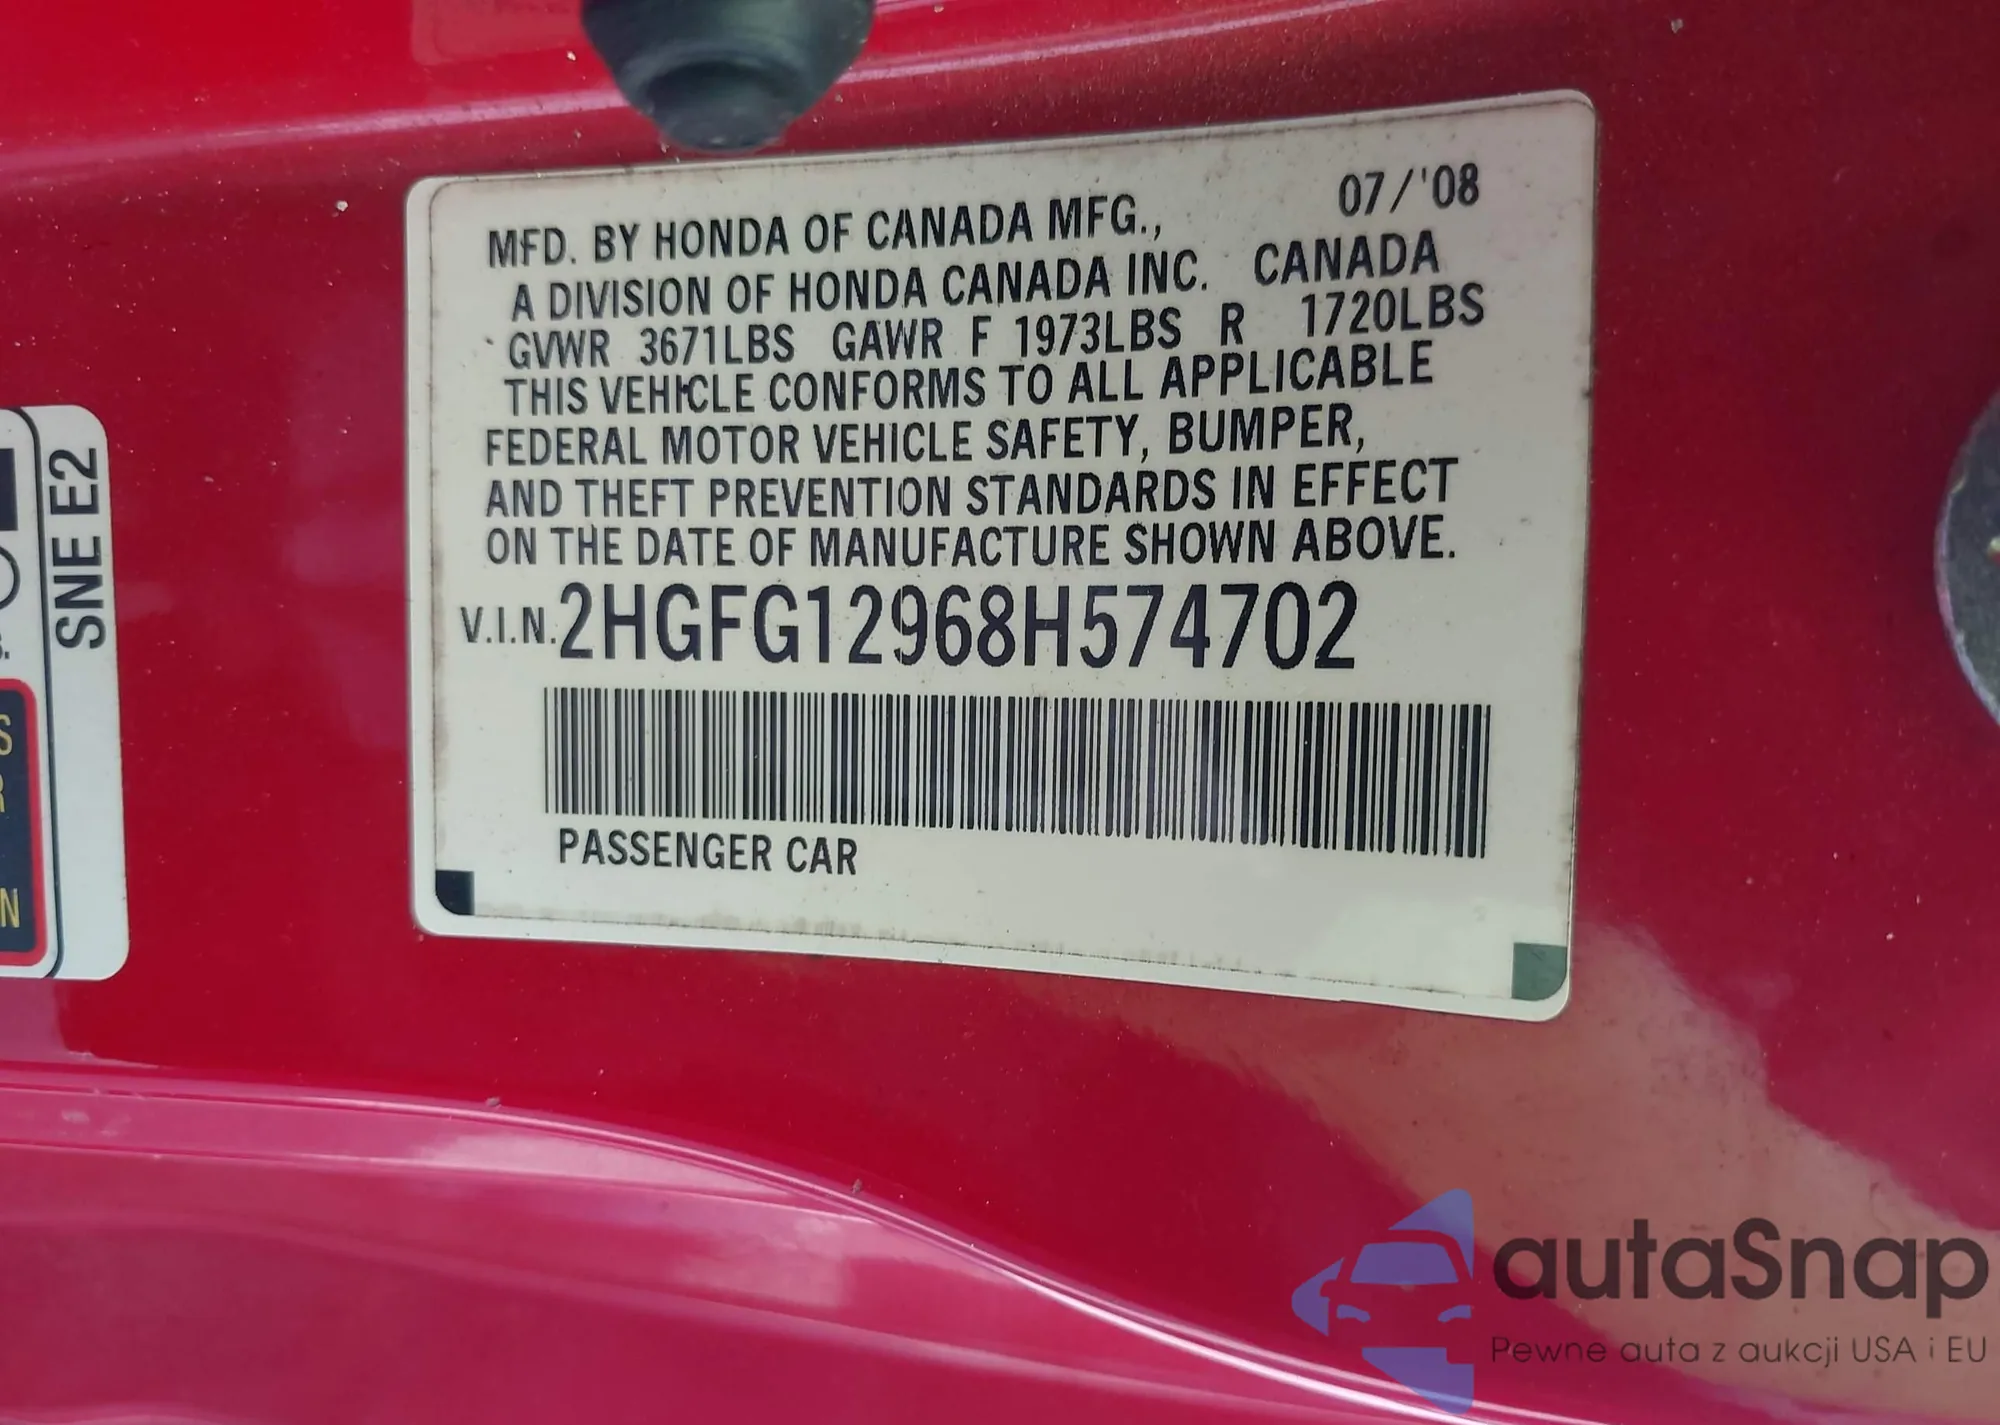 07/'08
MFD. BY HONDA OF CANADA MFG.,
A DIVISION OF HONDA CANADA INC. CANADA
GVWR 3671LBS GAWR F 1973LBS R 1720LBS
THIS VEHICLE CONFORMS TO ALL APPLICABLE
FEDERAL MOTOR VEHICLE SAFETY, BUMPER,
AND THEFT PREVENTION STANDARDS IN EFFECT
ON THE DATE OF MANUFACTURE SHOWN ABOVE.
V.I.N. 2HGFG12968H574702
PASSENGER CAR
SNE E2
autaSnap
Pewne auta z aukcji USA i EU